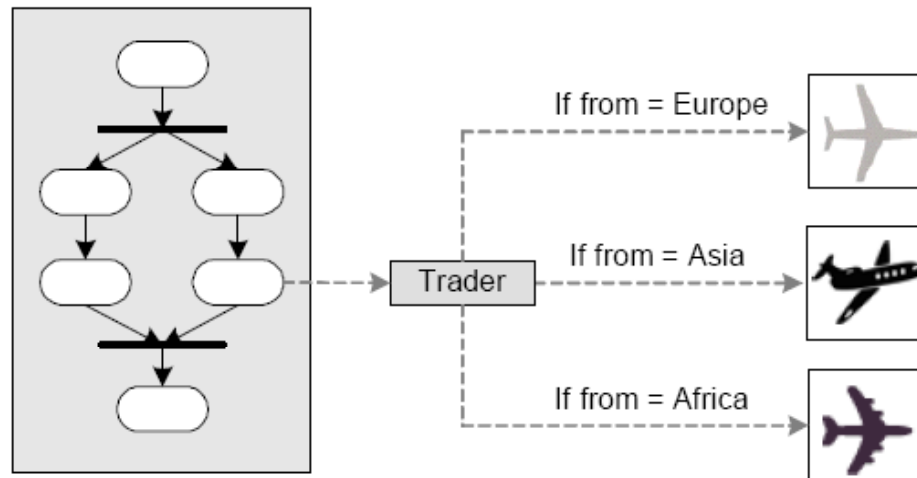 If from = Europe
If from = Asia
Trader
If from = Africa